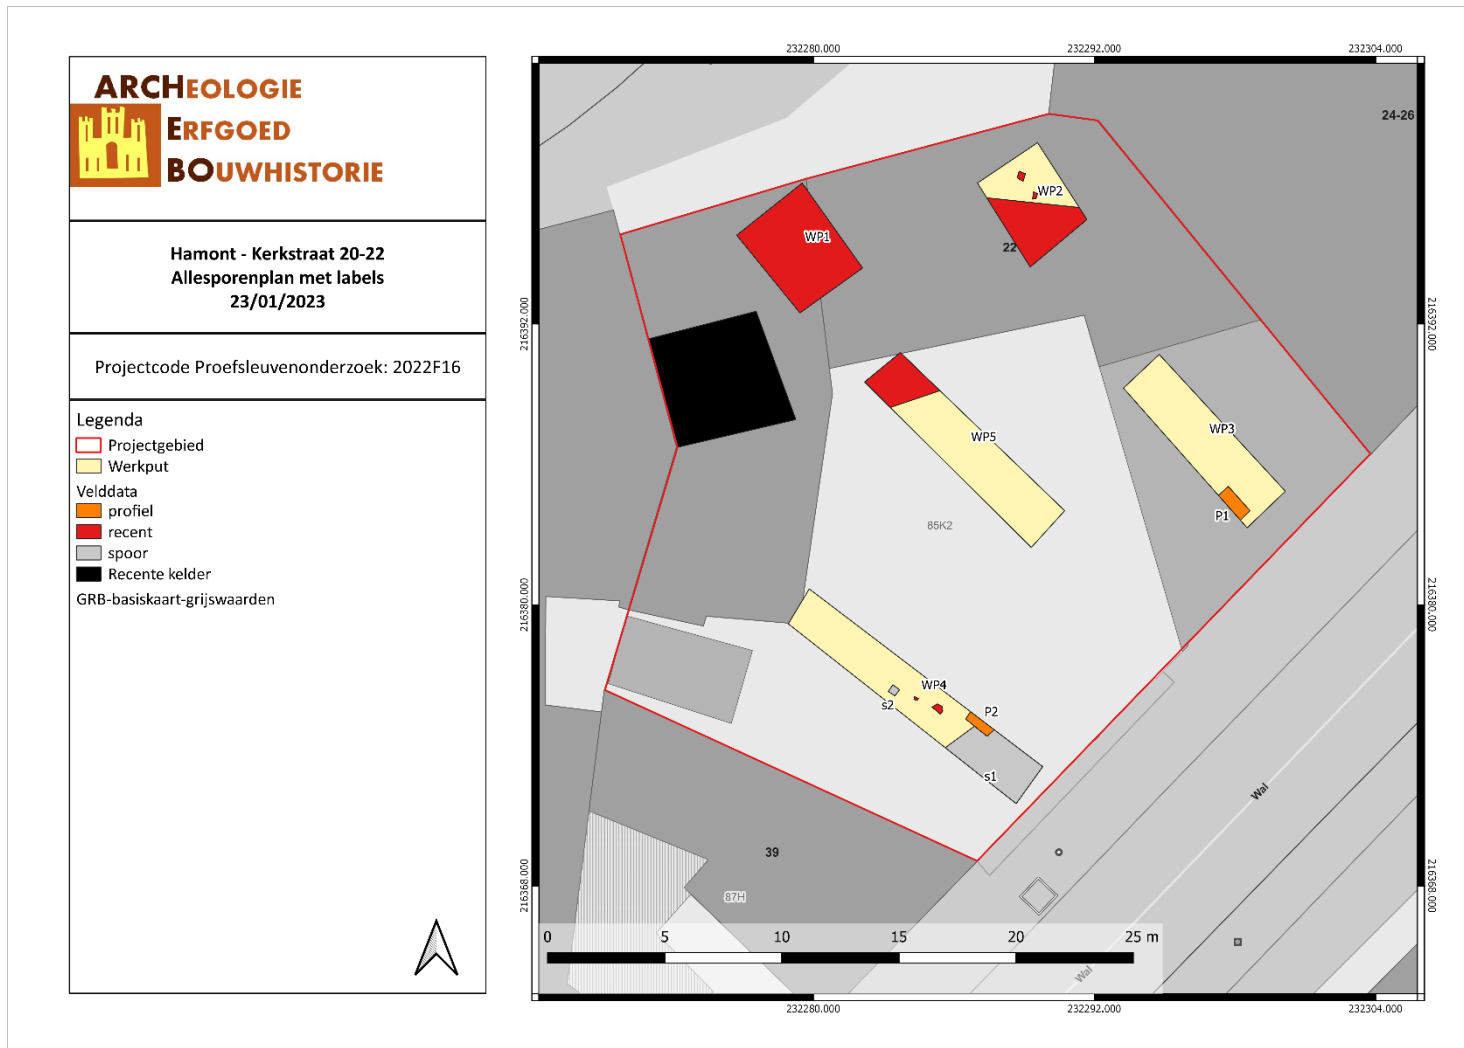 ARCHEOLOGIE
ERFGOED
BOUWHISTORIE
Hamont - Kerkstraat 20-22
Allesporenplan met labels
23/01/2023
Projectcode Proefsleuvenonderzoek: 2022F16
Legenda
Projectgebied
Werkput
Velddata
profiel
recent
spoor
Recente kelder
GRB-basiskaart-grijswaarden
232280.000
232292.000
232304.000
24-26
WP2
WP1
22
216392.000
216392.000
WP3
WP5
P1
85K2
216380.000
216380.000
WP4
s2
P2
s1
Wal
39
216368.000
216368.000
87H
0 5 10 15 20 25 m
Wal
232280.000
232292.000
232304.000